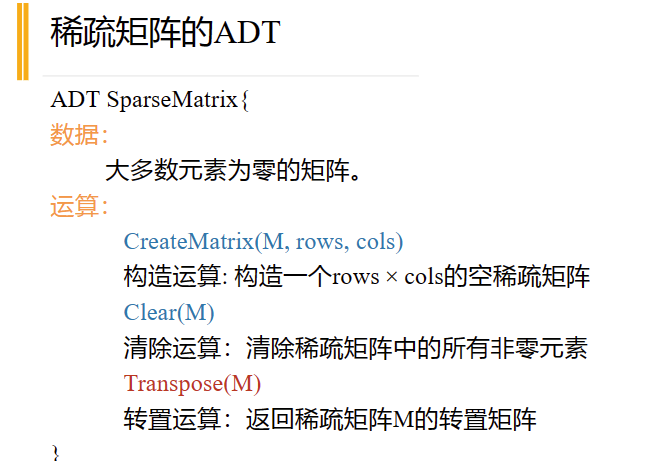 稀疏矩阵的ADT
ADT SparseMatrix{
数据：
大多数元素为零的矩阵。
运算：
CreateMatrix(M, rows, cols)
构造运算: 构造一个rows × cols的空稀疏矩阵
Clear(M)
清除运算：清除稀疏矩阵中的所有非零元素
Transpose(M)
转置运算：返回稀疏矩阵M的转置矩阵
}